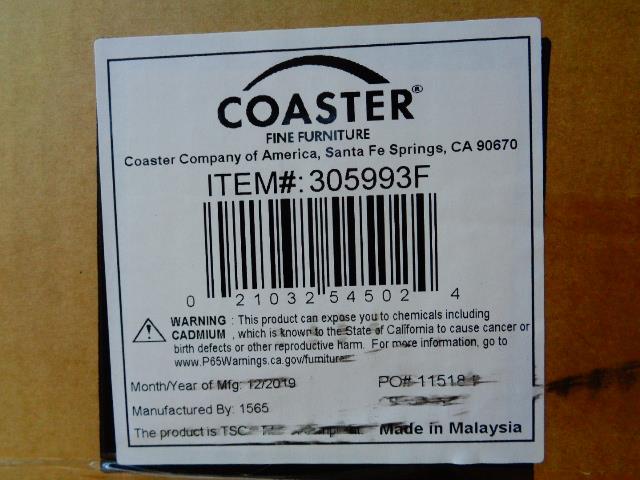 COASTER®
FINE FURNITURE
Coaster Company of America, Santa Fe Springs, CA 90670
ITEM#: 305993F
0 21032 54502 4
WARNING : This product can expose you to chemicals including
CADMIUM , which is known to the State of California to cause cancer or
birth defects or other reproductive harm. For more information, go to
www.P65Warnings.ca.gov/furniture
Month/Year of Mfg: 12/2019 PO# 11518
Manufactured By: 1565
The product is TSC Made in Malaysia